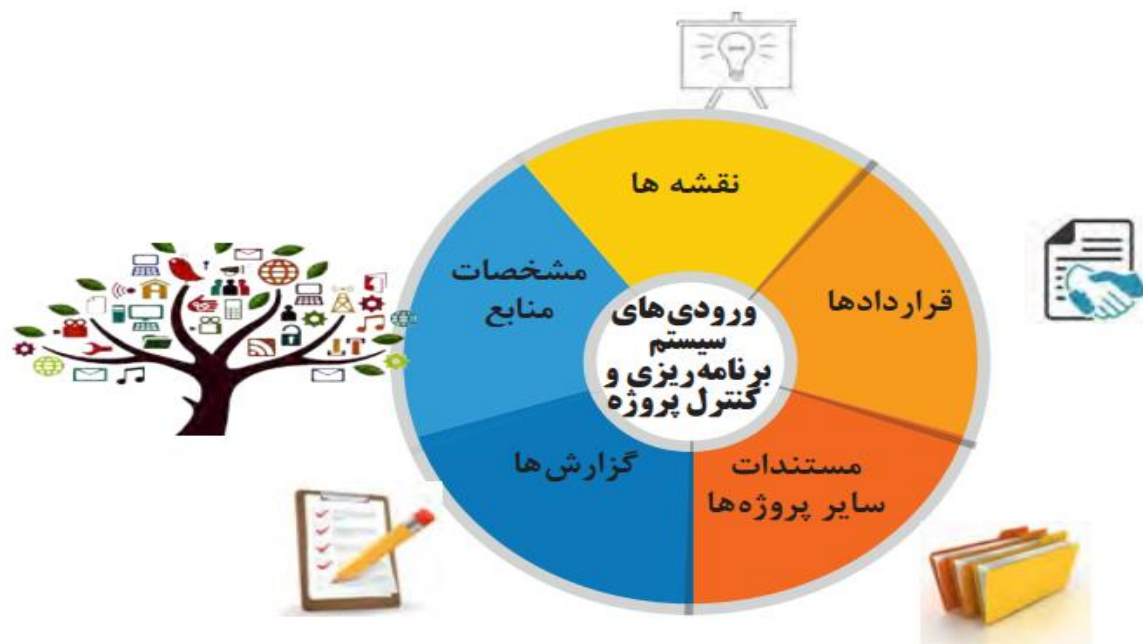 نقشه ها
قراردادها
مشخصات
منابع
ورودی‌های
سیستم
برنامه‌ریزی و
کنترل پروژه
گزارش‌ها
مستندات
سایر پروژه‌ها